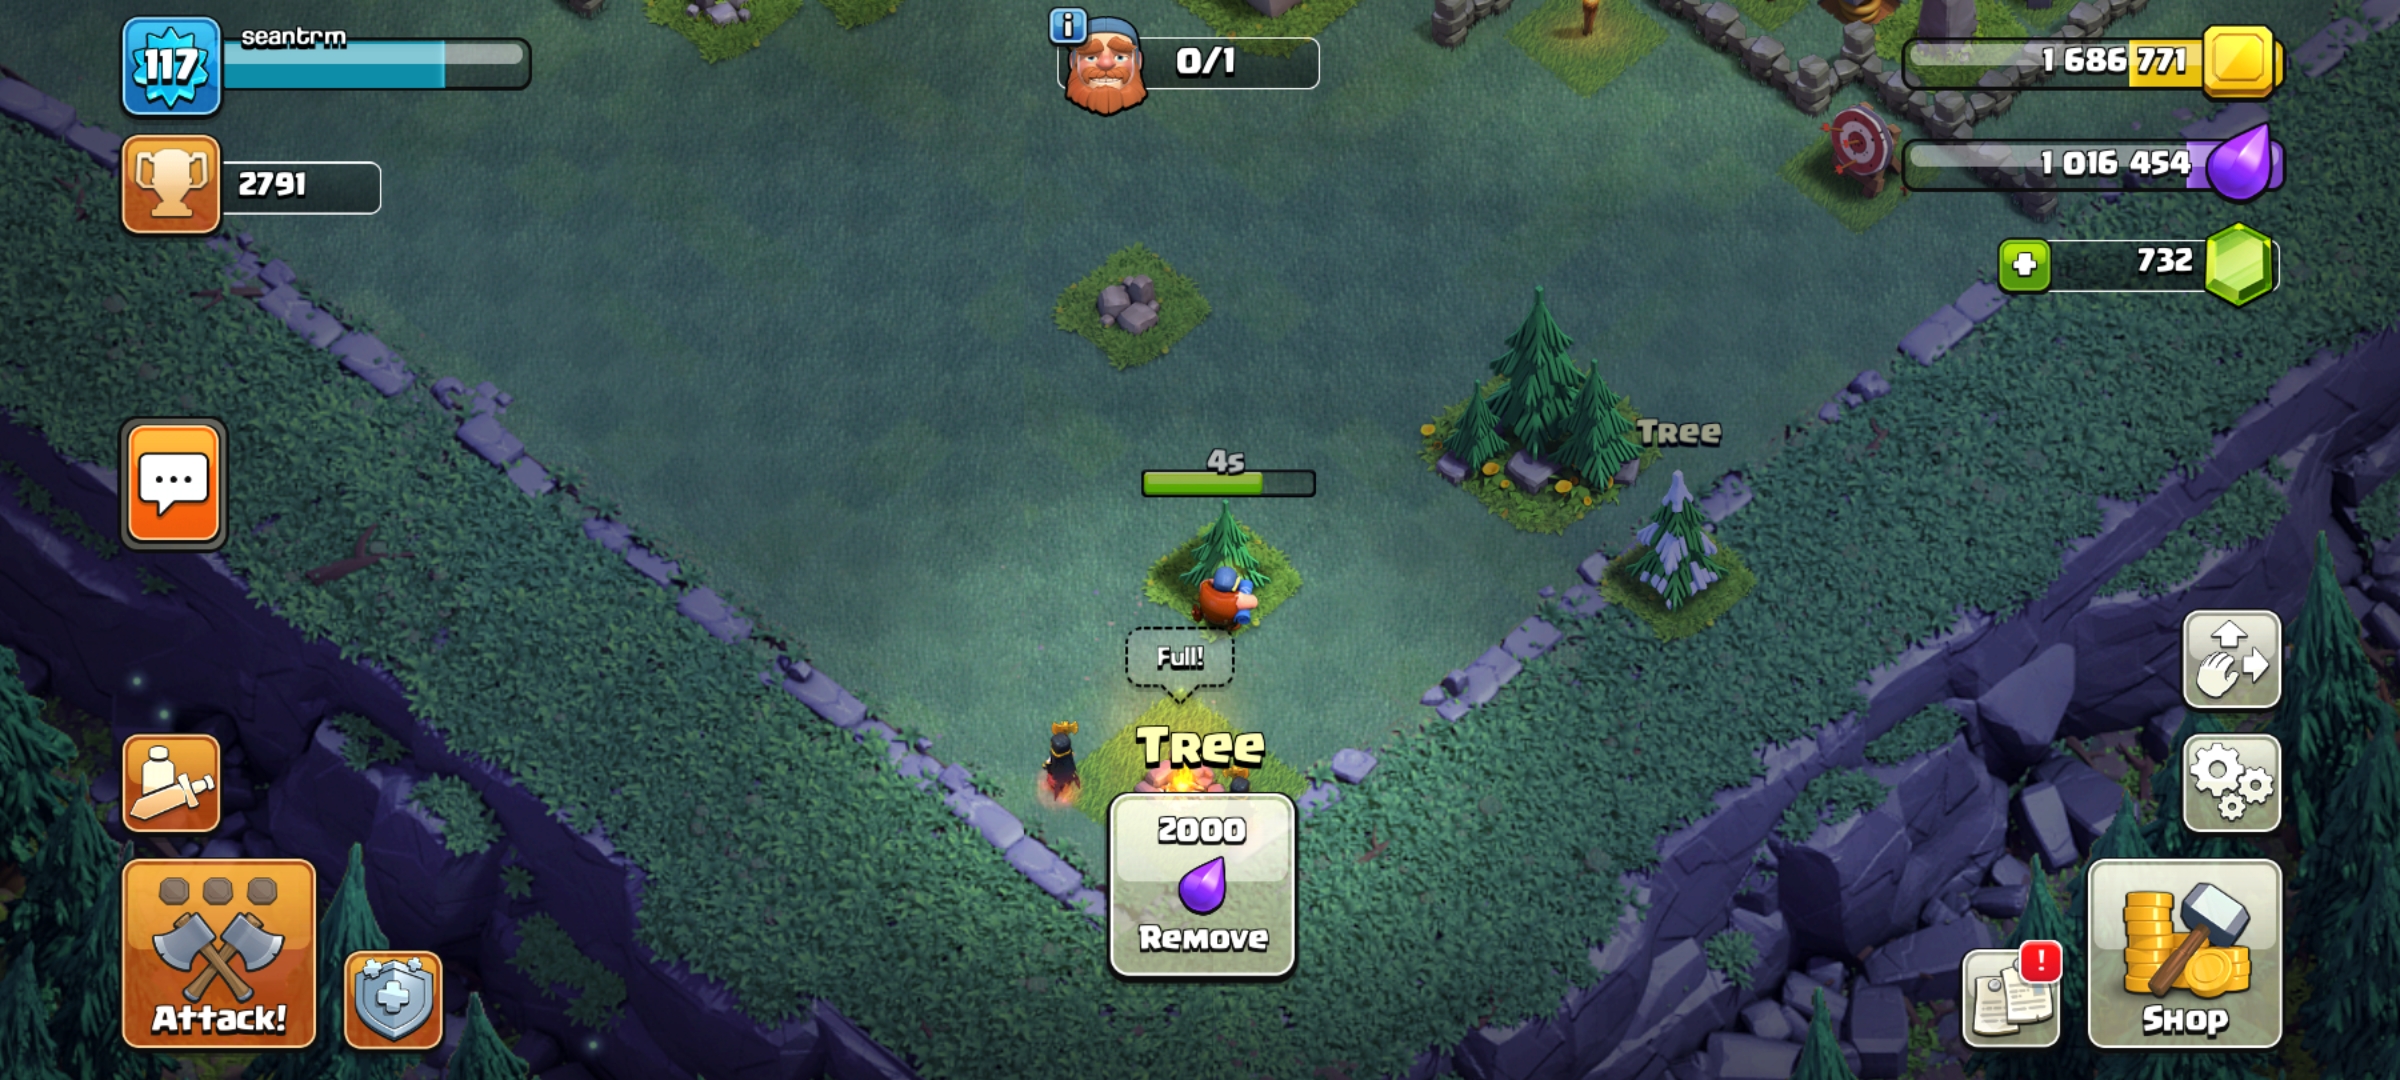 117
seantrm
0/1
1 686 771
2791
1 016 454
732
Tree
4s
Full!
Tree
2000
Remove
Attack!
!
Shop